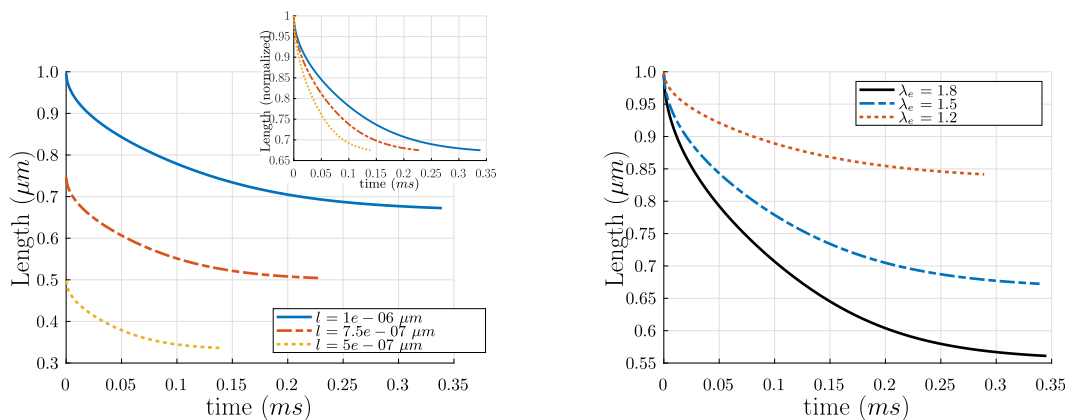 1
0.95
0.9
0.85
0.8
0.75
0.7
0.65
0 0.05 0.1 0.15 0.2 0.25 0.3 0.35
Length (normalized)
time (ms)
1.0
0.9
0.8
0.7
0.6
0.5
0.4
0.3
0 0.05 0.1 0.15 0.2 0.25 0.3 0.35
Length (μm)
time (ms)
l = 1e − 06 μm
l = 7.5e − 07 μm
l = 5e − 07 μm
1.0
0.95
0.9
0.85
0.8
0.75
0.7
0.65
0.6
0.55
0 0.05 0.1 0.15 0.2 0.25 0.3 0.35
Length (μm)
time (ms)
λe = 1.8
λe = 1.5
λe = 1.2